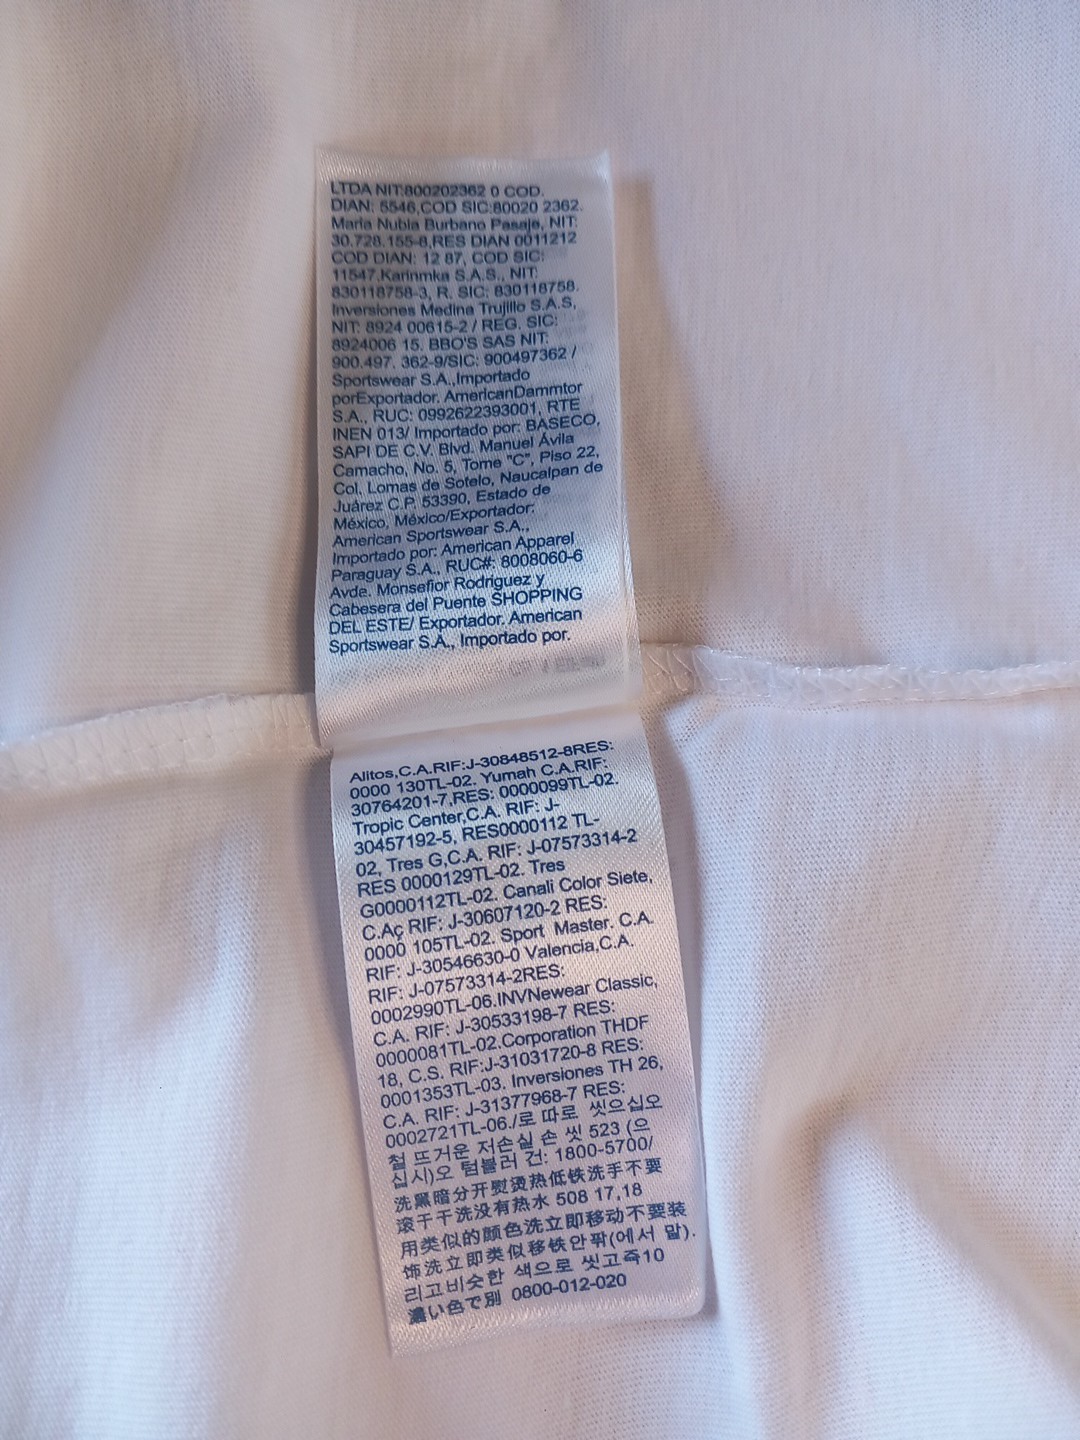 LTDA NIT:800202362 0 COD.
DIAN: 5546,COD SIC:80020 2362.
Marla Nubia Burbano Pasaje, NIT:
30.728.155-8,RES DIAN 0011212
COD DIAN: 12 87, COD SIC:
11547.Karinmka S.A.S., NIT:
830118758-3, R. SIC: 830118758.
Inversiones Medina Trujillo S.A.S,
NIT: 8924 00615-2 / REG. SIC:
8924006 15. BBO'S SAS NIT:
900.497. 362-9/SIC: 900497362 /
Sportswear S.A.,Importado
porExportador. AmericanDammtor
S.A., RUC: 0992622393001, RTE
INEN 013/ Importado por: BASECO,
SAPI DE C.V. Blvd. Manuel Ávila
Camacho, No. 5, Tome "C", Piso 22,
Col. Lomas de Sotelo, Naucalpan de
Juárez C.P. 53390, Estado de
México, México/Exportador:
American Sportswear S.A.,
Importado por: American Apparel
Paraguay S.A., RUC#: 8008060-6
Avda. Monsefior Rodriguez y
Cabesera del Puente SHOPPING
DEL ESTE/ Exportador. American
Sportswear S.A., Importado por.
Alitos,C.A.RIF:J-30848512-8RES:
0000 130TL-02. Yumah C.A.RIF:
30764201-7,RES: 0000099TL-02.
Tropic Center,C.A. RIF: J-
30457192-5, RES0000112 TL-
02, Tres G,C.A. RIF: J-07573314-2
RES 0000129TL-02. Tres
G0000112TL-02. Canali Color Siete,
C.Aç RIF: J-30607120-2 RES:
0000 105TL-02. Sport Master. C.A.
RIF: J-30546630-0 Valencia,C.A.
RIF: J-07573314-2RES:
0002990TL-06.INVNewear Classic,
C.A. RIF: J-30533198-7 RES:
0000081TL-02.Corporation THDF
18, C.S. RIF:J-31031720-8 RES:
0001353TL-03. Inversiones TH 26,
C.A. RIF: J-31377968-7 RES:
0002721TL-06./로 따로 씻으십오
철 뜨거운 저손실 손 씻 523 (으
십시)오 텀블러 건: 1800-5700/
洗黑暗分开熨烫热低铁洗手不要
滚干干洗没有热水 508 17,18
用类似的颜色洗立即移动不要装
饰洗立即类似移铁안팎(에서 말).
리고비슷한 색으로 씻고즉10
濃い色で別 0800-012-020